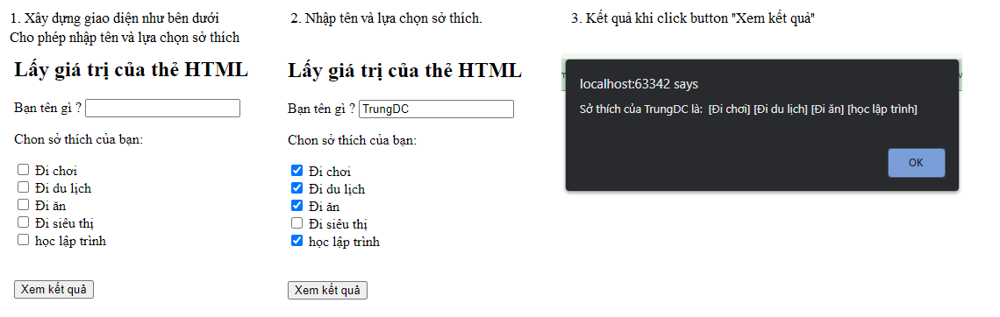 1. Xây dựng giao diện như bên dưới
Cho phép nhập tên và lựa chọn sở thích
Lấy giá trị của thẻ HTML
Bạn tên gì ?
Chon sở thích của bạn:
Đi chơi
Đi du lịch
Đi ăn
Đi siêu thị
học lập trình
Xem kết quả
2. Nhập tên và lựa chọn sở thích.
Lấy giá trị của thẻ HTML
Bạn tên gì ? TrungDC
Chon sở thích của bạn:
Đi chơi
Đi du lịch
Đi ăn
Đi siêu thị
học lập trình
Xem kết quả
3. Kết quả khi click button "Xem kết quả"
localhost:63342 says
Sở thích của TrungDC là: [Đi chơi] [Đi du lịch] [Đi ăn] [học lập trình]
OK